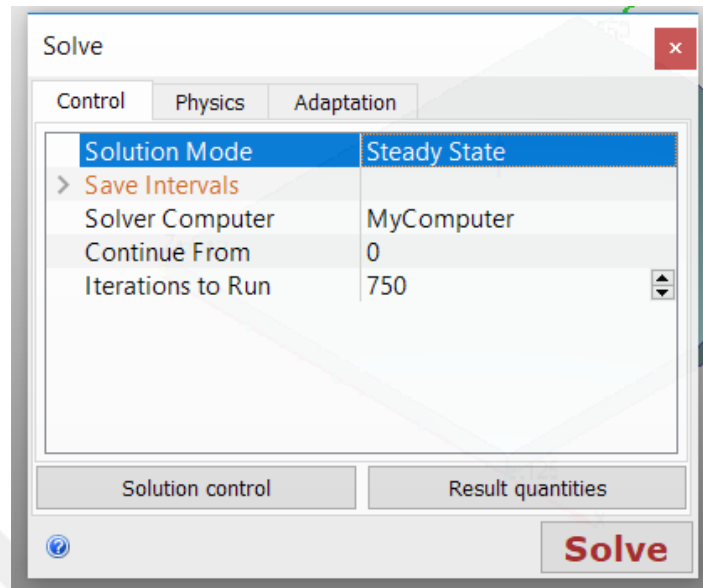 Solve
Control Physics Adaptation
Solution Mode Steady State
Save Intervals
Solver Computer MyComputer
Continue From 0
Iterations to Run 750
Solution control Result quantities
Solve